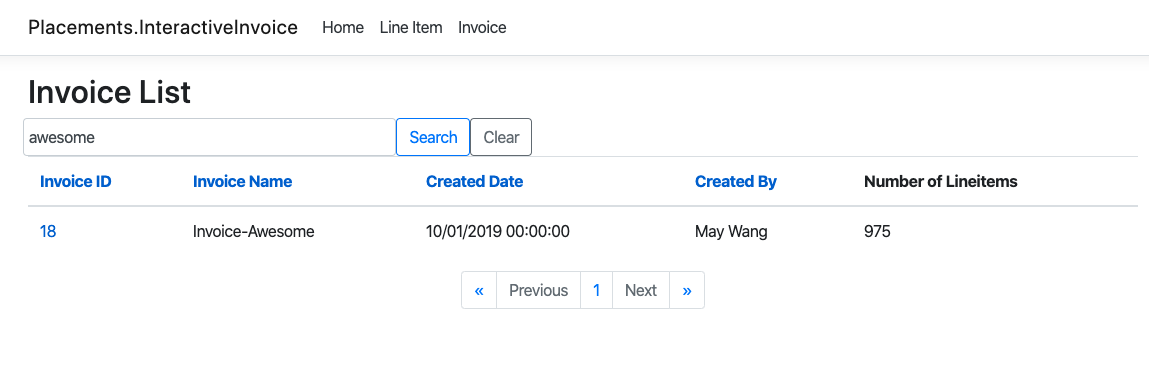 Placements.InteractiveInvoice Home Line Item Invoice
Invoice List
awesome Search Clear
Invoice ID Invoice Name Created Date Created By Number of Lineitems
18 Invoice-Awesome 10/01/2019 00:00:00 May Wang 975
« Previous 1 Next »